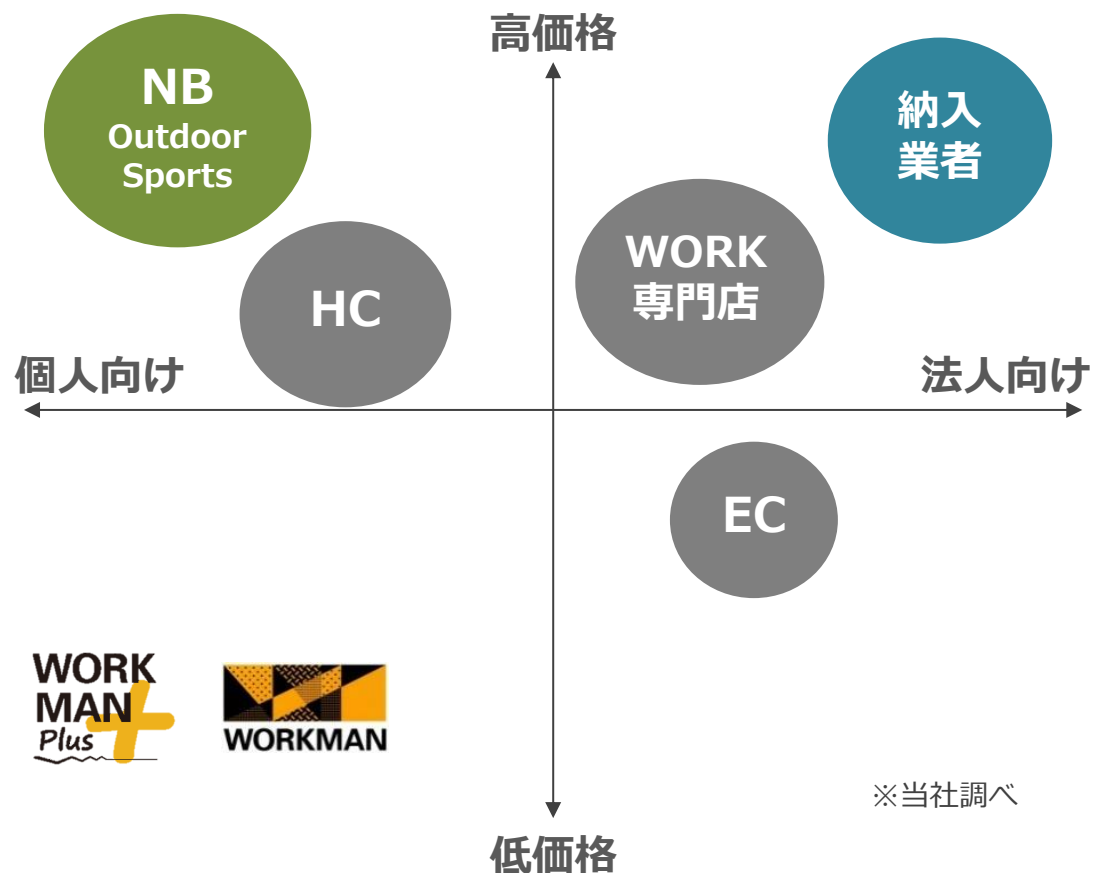 高価格
NB
Outdoor
Sports
納入
業者
WORK
専門店
HC
個人向け
法人向け
EC
WORK
MAN
Plus
WORKMAN
※当社調べ
低価格